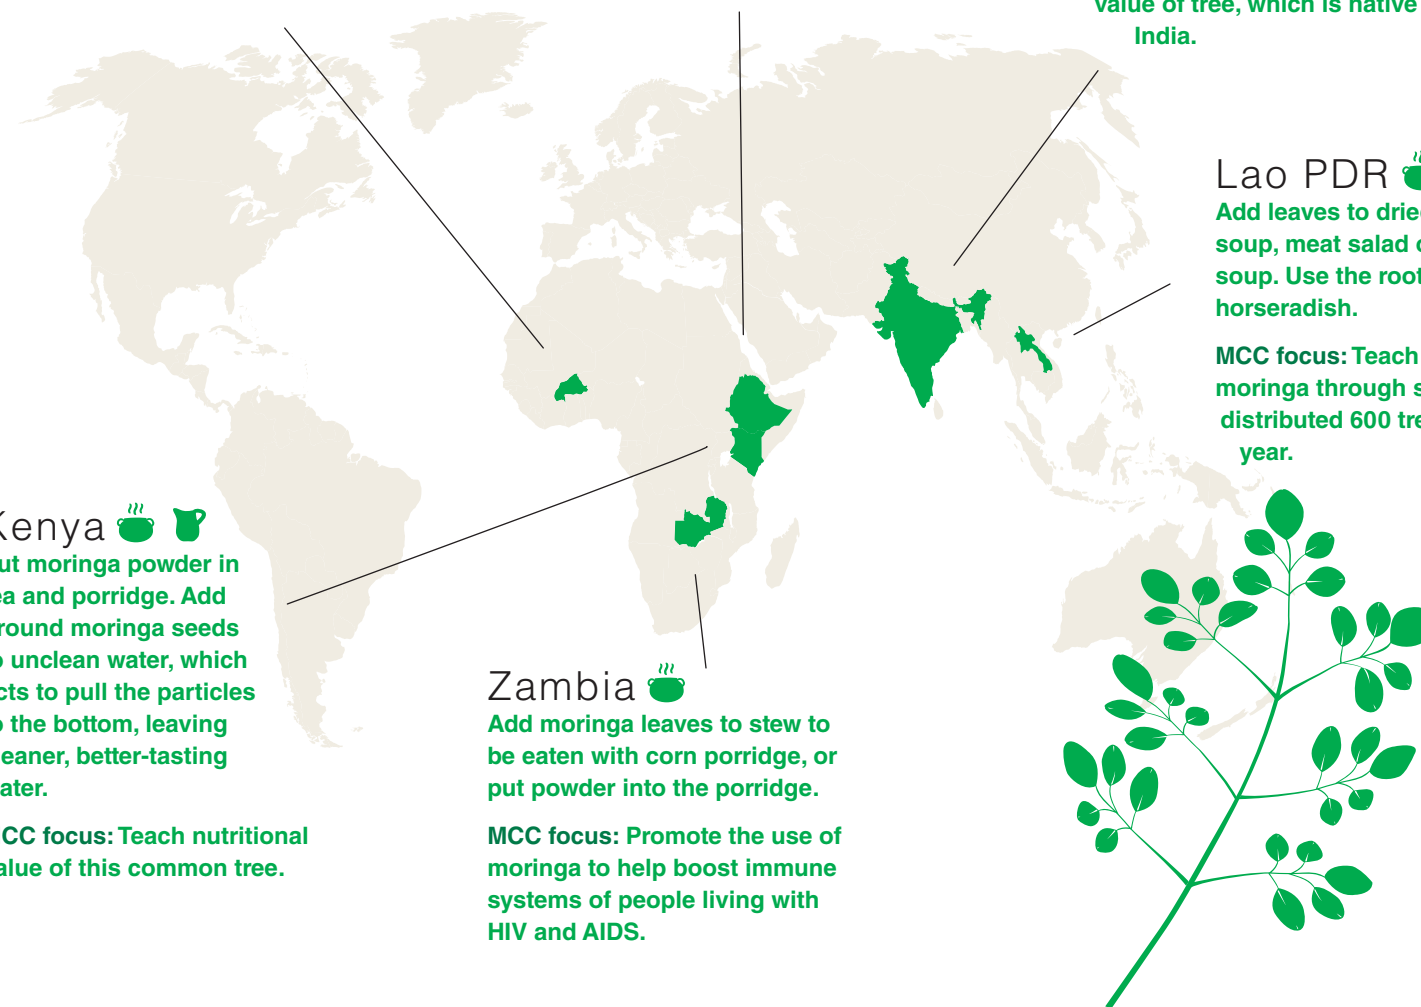 value of tree, which is native
India.
Lao PDR
Add leaves to
soup, meat salad
soup. Use the root
horseradish.
MCC focus: Teach
moringa through
distributed 600
year.
Kenya
moringa powder in
and porridge. Add
moringa seeds
unclean water, which
to pull the particles
the bottom, leaving
better-tasting
focus: Teach nutritional
of this common tree.
Zambia
Add moringa leaves to stew to
be eaten with corn porridge, or
put powder into the porridge.
MCC focus: Promote the use of
moringa to help boost immune
systems of people living with
HIV and AIDS.